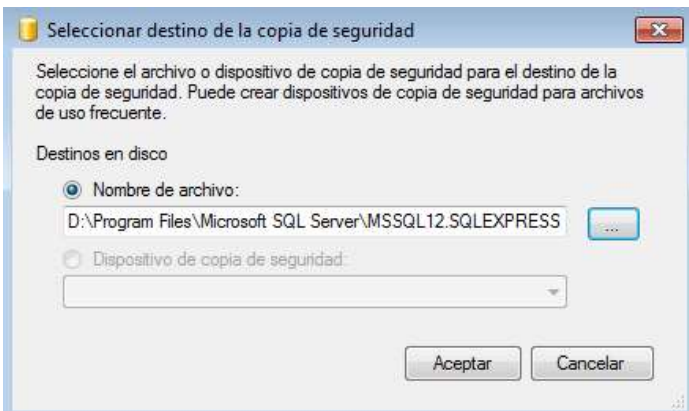 Seleccionar destino de la copia de seguridad
Seleccione el archivo o dispositivo de copia de seguridad para el destino de la
copia de seguridad. Puede crear dispositivos de copia de seguridad para archivos
de uso frecuente.
Destinos en disco
Nombre de archivo:
D:\Program Files\Microsoft SQL Server\MSSQL12.SQLEXPRESS
...
Dispositivo de copia de seguridad:
Aceptar Cancelar